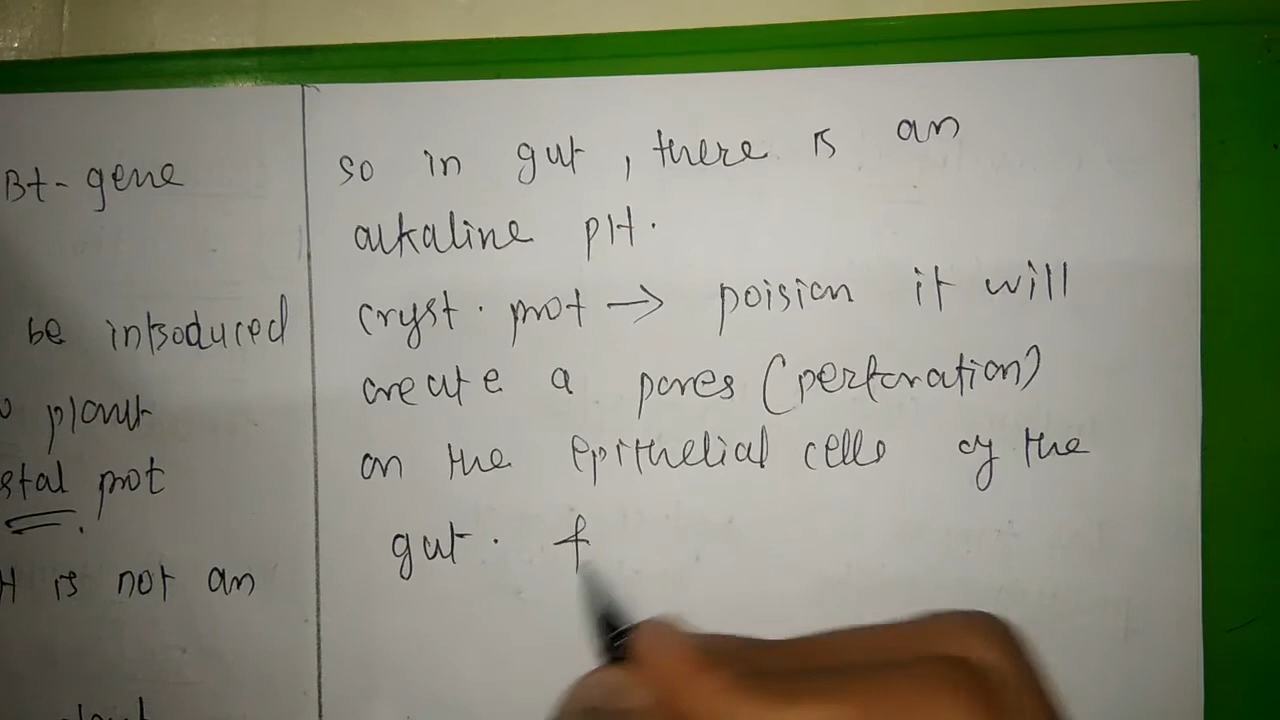 Bt-gene
be introduced
plant
stal prot
H is not an
so in gut, there is an
alkaline pH.
cryst. prot → poision it will
create a pores (perforation)
on the epithelial cells of the
gut. f